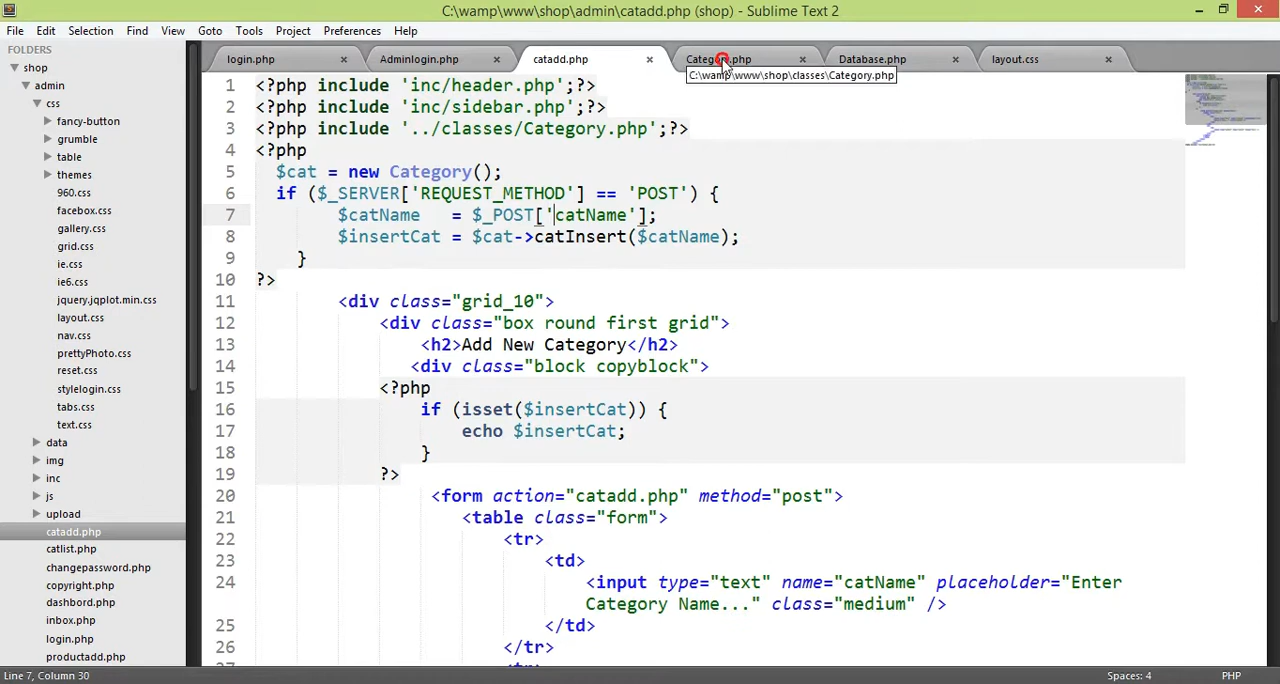 C:\wamp\www\shop\admin\catadd.php (shop) - Sublime Text 2
File Edit Selection Find View Goto Tools Project Preferences Help
FOLDERS
shop
admin
css
fancy-button
grumble
table
themes
960.css
facebox.css
gallery.css
grid.css
ie.css
ie6.css
jquery.jqplot.min.css
layout.css
nav.css
prettyPhoto.css
reset.css
stylelogin.css
tabs.css
text.css
data
img
inc
js
upload
catadd.php
catlist.php
changepassword.php
copyright.php
dashbord.php
inbox.php
login.php
productadd.php
login.php × Adminlogin.php × catadd.php × Category.php × Database.php × layout.css ×
C:\wamp\www\shop\classes\Category.php
1 <?php include 'inc/header.php';?>
2 <?php include 'inc/sidebar.php';?>
3 <?php include '../classes/Category.php';?>
4 <?php
5 $cat = new Category();
6 if ($_SERVER['REQUEST_METHOD'] == 'POST') {
7 $catName = $_POST['catName'];
8 $insertCat = $cat->catInsert($catName);
9 }
10 ?>
11 <div class="grid_10">
12 <div class="box round first grid">
13 <h2>Add New Category</h2>
14 <div class="block copyblock">
15 <?php
16 if (isset($insertCat)) {
17 echo $insertCat;
18 }
19 ?>
20 <form action="catadd.php" method="post">
21 <table class="form">
22 <tr>
23 <td>
24 <input type="text" name="catName" placeholder="Enter
Category Name..." class="medium" />
25 </td>
26 </tr>
27 <tr>
Line 7, Column 30 Spaces: 4 PHP